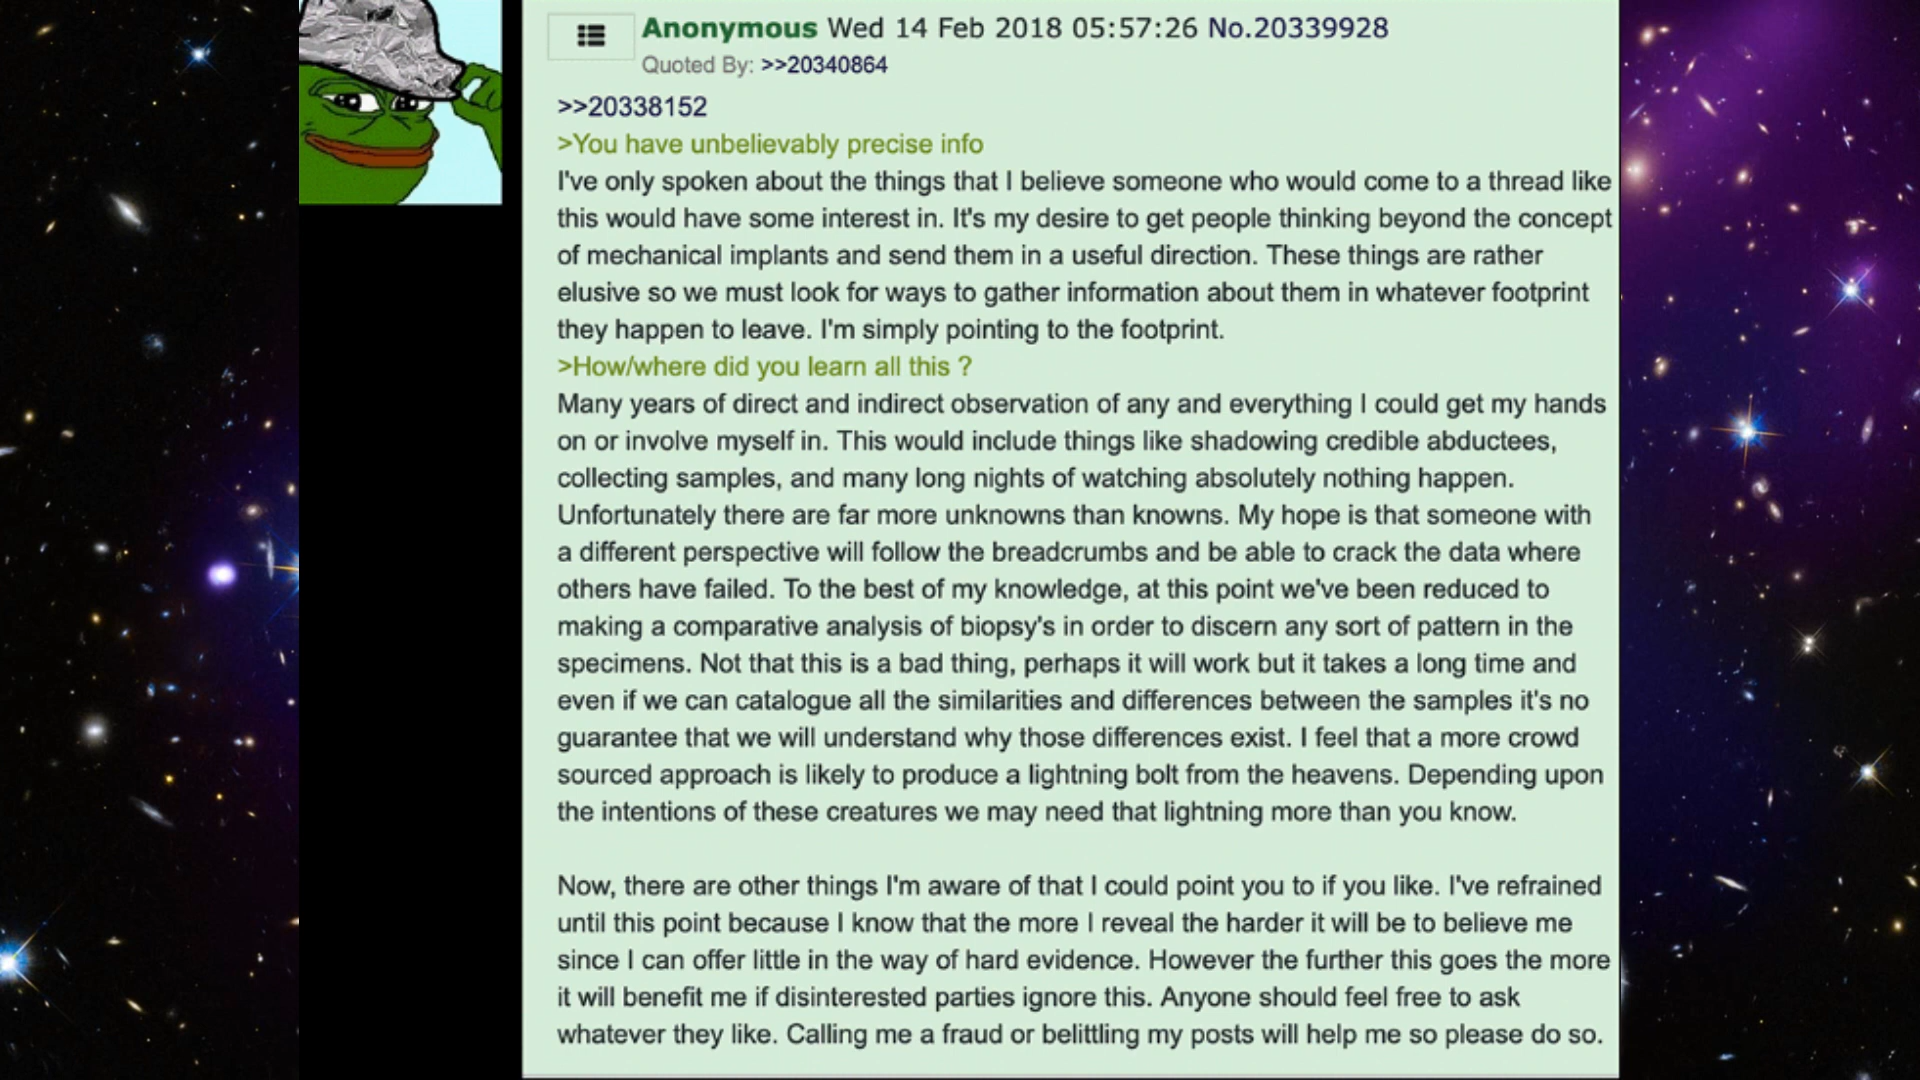 Anonymous Wed 14 Feb 2018 05:57:26 No.20339928
Quoted By: >>20340864
>>20338152
>You have unbelievably precise info
I've only spoken about the things that I believe someone who would come to a thread like
this would have some interest in. It's my desire to get people thinking beyond the concept
of mechanical implants and send them in a useful direction. These things are rather
elusive so we must look for ways to gather information about them in whatever footprint
they happen to leave. I'm simply pointing to the footprint.
>How/where did you learn all this ?
Many years of direct and indirect observation of any and everything I could get my hands
on or involve myself in. This would include things like shadowing credible abductees,
collecting samples, and many long nights of watching absolutely nothing happen.
Unfortunately there are far more unknowns than knowns. My hope is that someone with
a different perspective will follow the breadcrumbs and be able to crack the data where
others have failed. To the best of my knowledge, at this point we've been reduced to
making a comparative analysis of biopsy's in order to discern any sort of pattern in the
specimens. Not that this is a bad thing, perhaps it will work but it takes a long time and
even if we can catalogue all the similarities and differences between the samples it's no
guarantee that we will understand why those differences exist. I feel that a more crowd
sourced approach is likely to produce a lightning bolt from the heavens. Depending upon
the intentions of these creatures we may need that lightning more than you know.
Now, there are other things I'm aware of that I could point you to if you like. I've refrained
until this point because I know that the more I reveal the harder it will be to believe me
since I can offer little in the way of hard evidence. However the further this goes the more
it will benefit me if disinterested parties ignore this. Anyone should feel free to ask
whatever they like. Calling me a fraud or belittling my posts will help me so please do so.